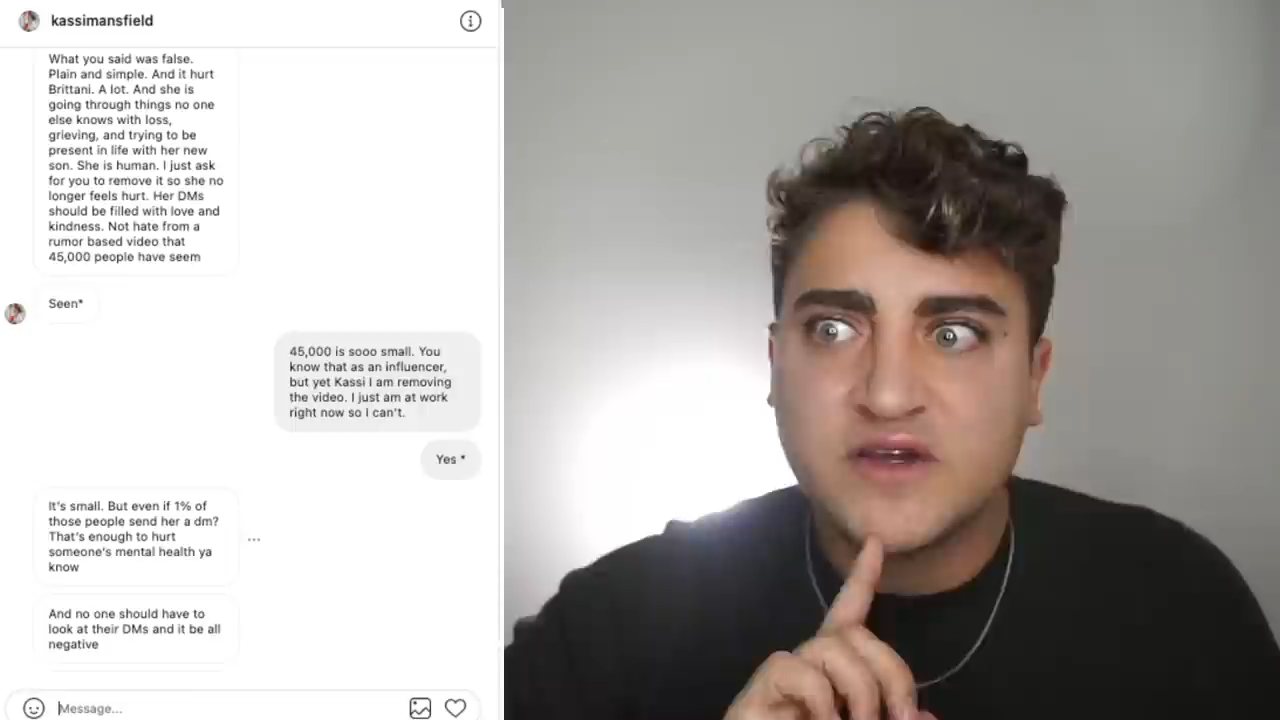 kassimansfield
What you said was false.
Plain and simple. And it hurt
Brittani. A lot. And she is
going through things no one
else knows with loss,
grieving, and trying to be
present in life with her new
son. She is human. I just ask
for you to remove it so she no
longer feels hurt. Her DMs
should be filled with love and
kindness. Not hate from a
rumor based video that
45,000 people have seem
Seen*
45,000 is sooo small. You
know that as an influencer,
but yet Kassi I am removing
the video. I just am at work
right now so I can't.
Yes *
It's small. But even if 1% of
those people send her a dm?
That's enough to hurt
someone's mental health ya
know
And no one should have to
look at their DMs and it be all
negative
Message...